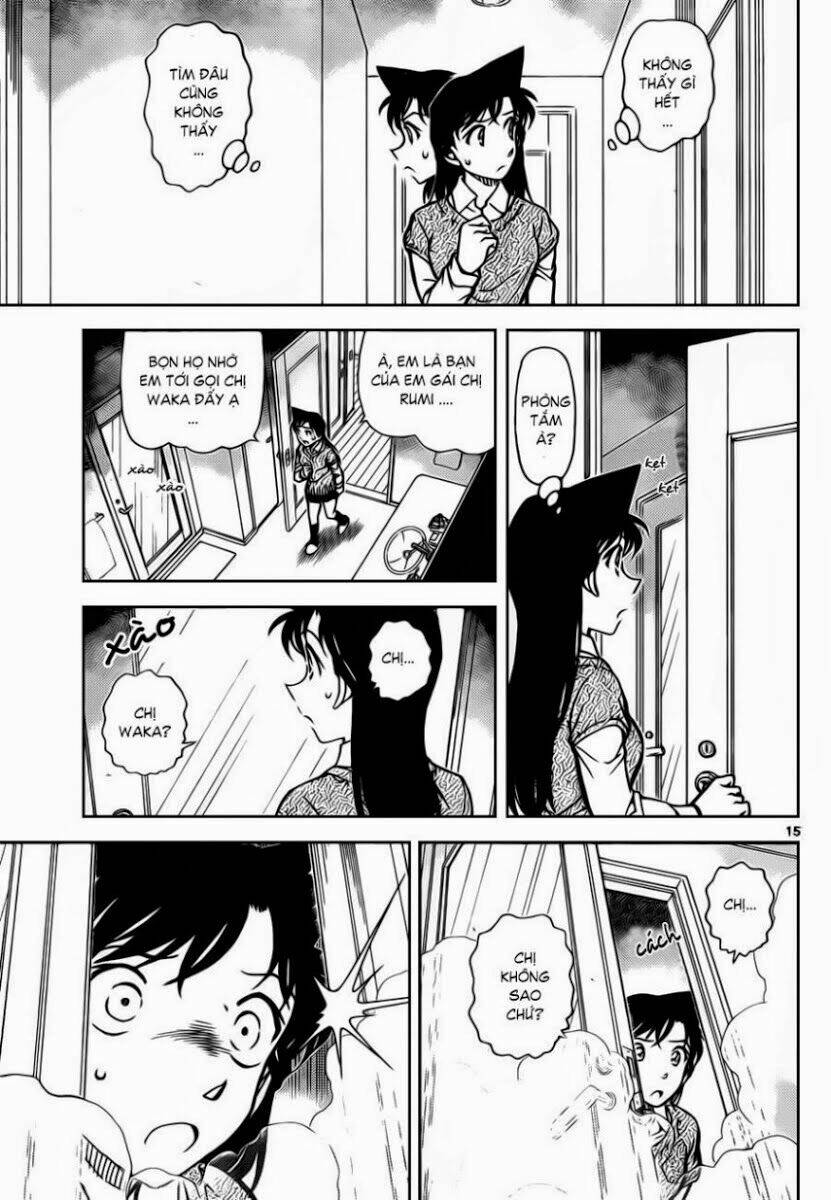 KHÔNG
THẤY GÌ
HẾT
...
TÌM ĐÂU
CŨNG
KHÔNG
THẤY
...
PHÒNG
TẮM
À?
kẹt
kẹt
À, EM LÀ BẠN
CỦA EM GÁI CHỊ
RUMI ....
BỌN HỌ NHỜ
EM TỚI GỌI CHỊ
WAKA ĐẤY Ạ
...
xào
xào
CHỊ...
xào
CHỊ
WAKA?
15
CHỊ...
cách
CHỊ
KHÔNG
SAO
CHỨ?